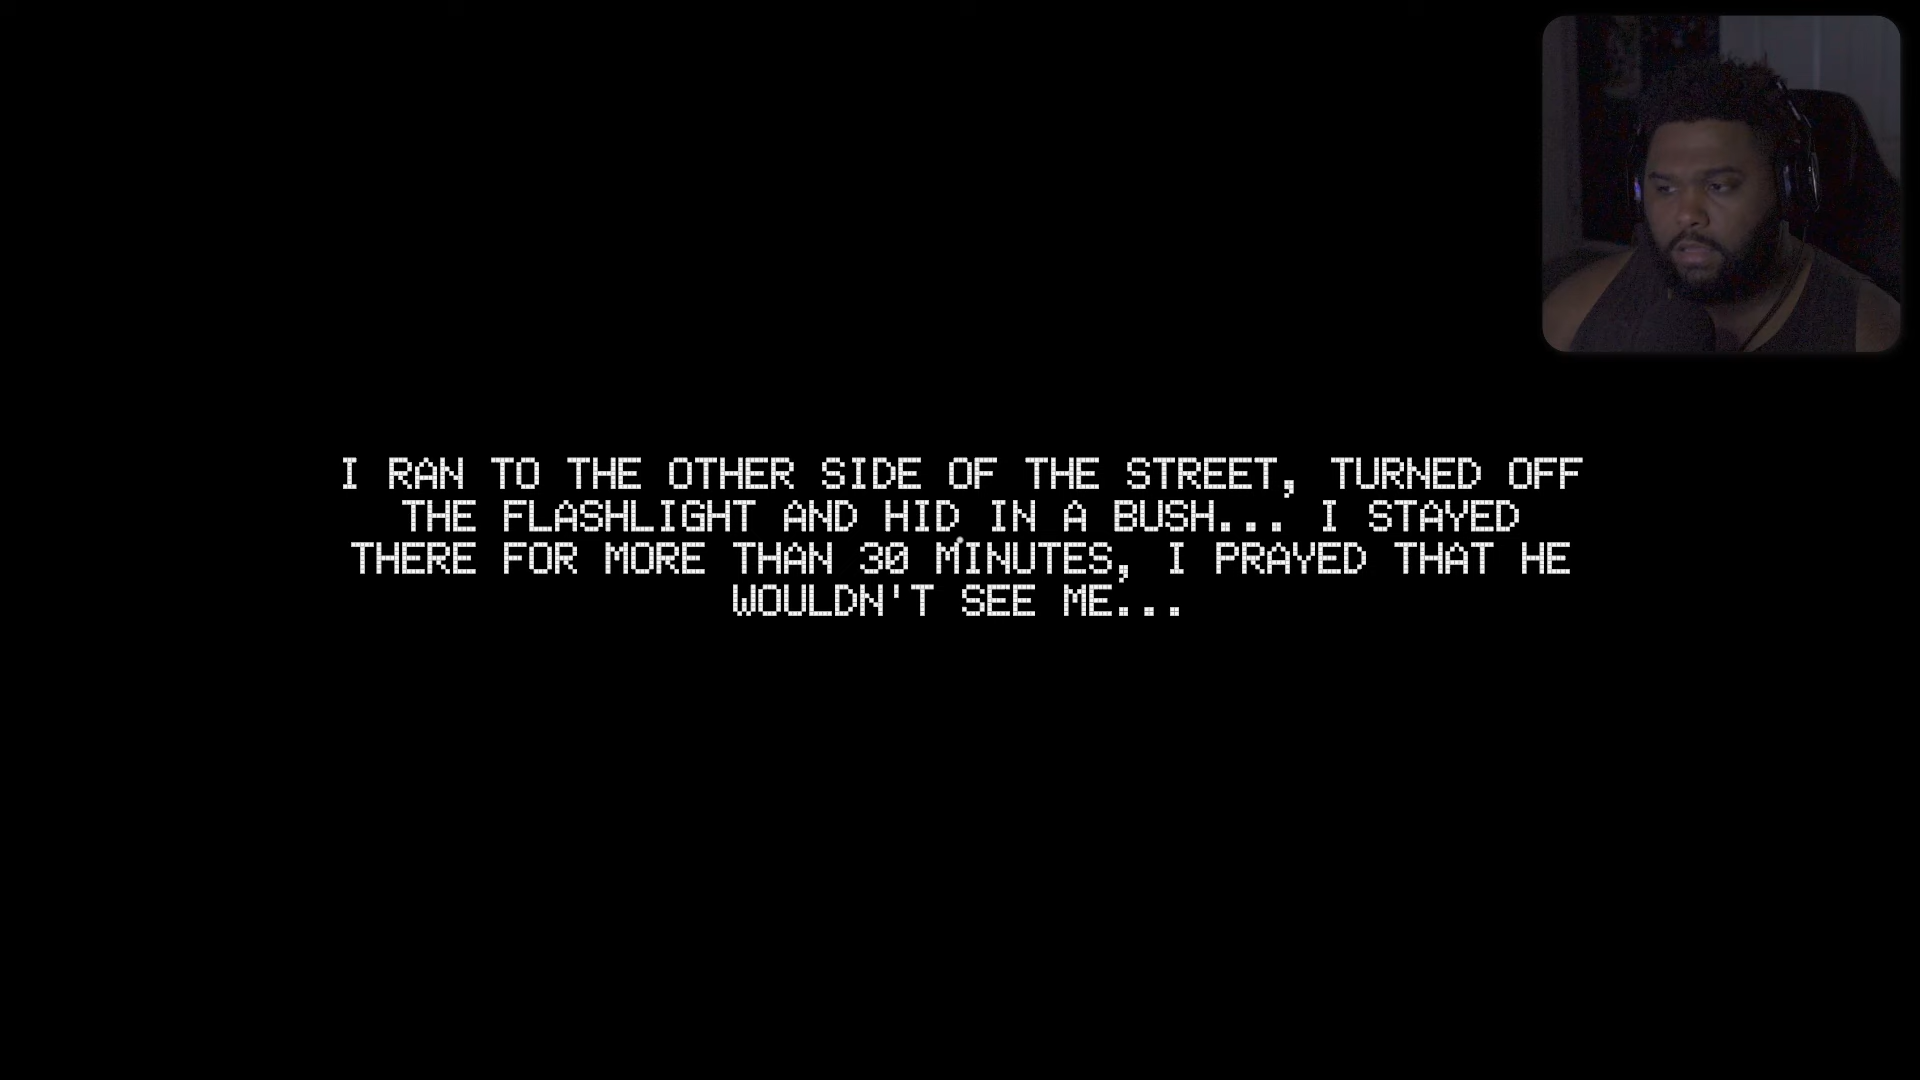 I RAN TO THE OTHER SIDE OF THE STREET, TURNED OFF
THE FLASHLIGHT AND HID IN A BUSH... I STAYED
THERE FOR MORE THAN 30 MINUTES, I PRAYED THAT HE
WOULDN'T SEE ME...